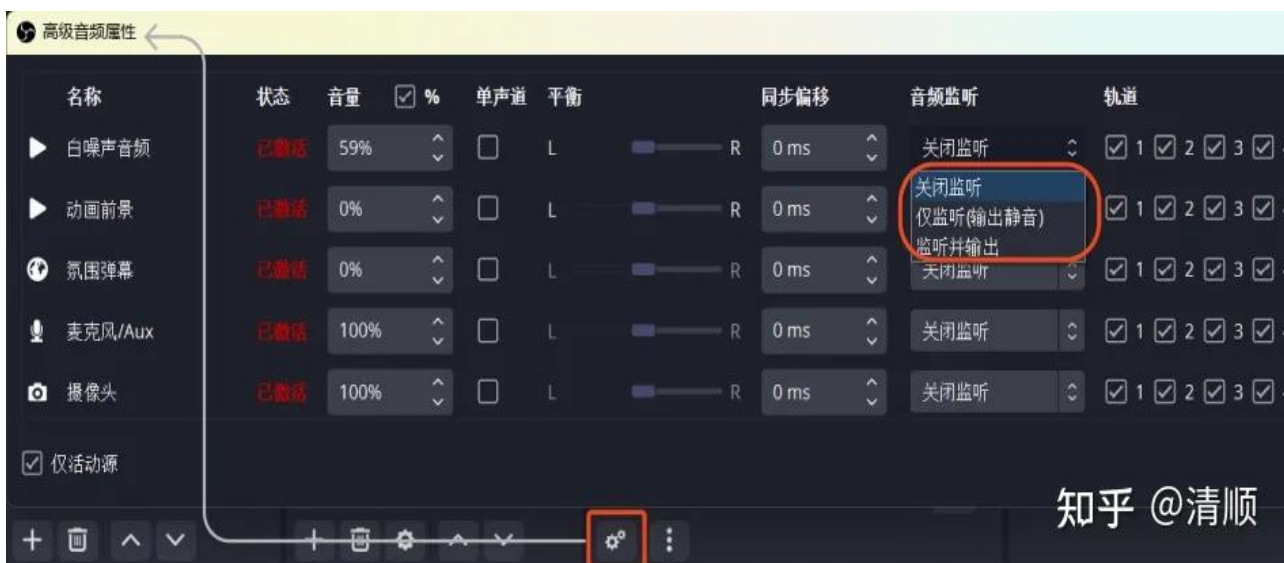 高级音频属性
名称 状态 音量 % 单声道 平衡 同步偏移 音频监听 轨道
白噪声音频 已激活 59% L R 0 ms 关闭监听 1 2 3
关闭监听
动画前景 已激活 0% L R 0 ms 仅监听(输出静音) 1 2 3
监听并输出
氛围弹幕 已激活 0% L R 0 ms 关闭监听 1 2 3
麦克风/Aux 已激活 100% L R 0 ms 关闭监听 1 2 3
摄像头 已激活 100% L R 0 ms 关闭监听 1 2 3
仅活动源
知乎 @清顺